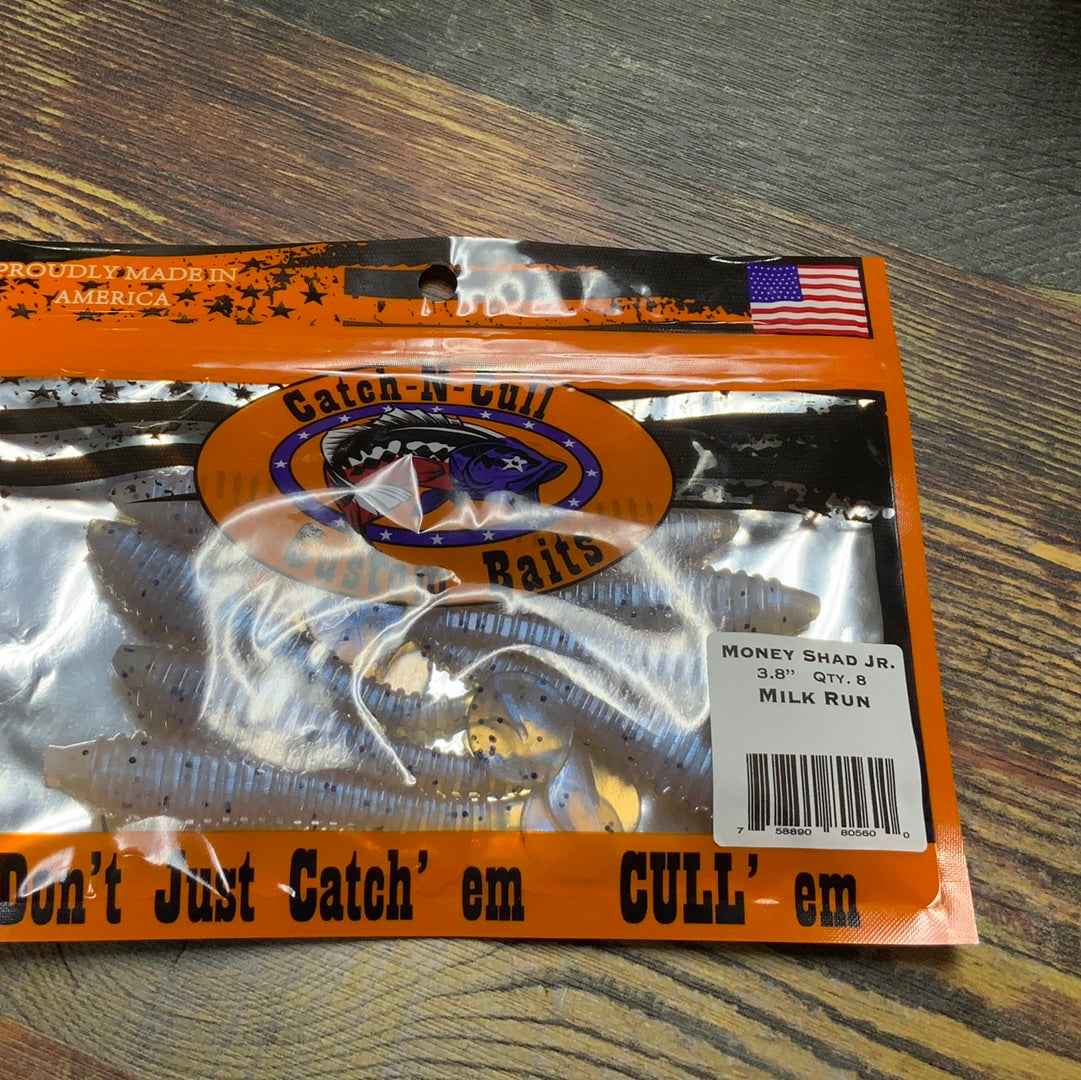 PROUDLY MADE IN
AMERICA
Catch-N-Cull
Custom Baits
MONEY SHAD JR.
3.8” QTY. 8
MILK RUN
7 58890 80560 0
Don't Just Catch' em CULL' em